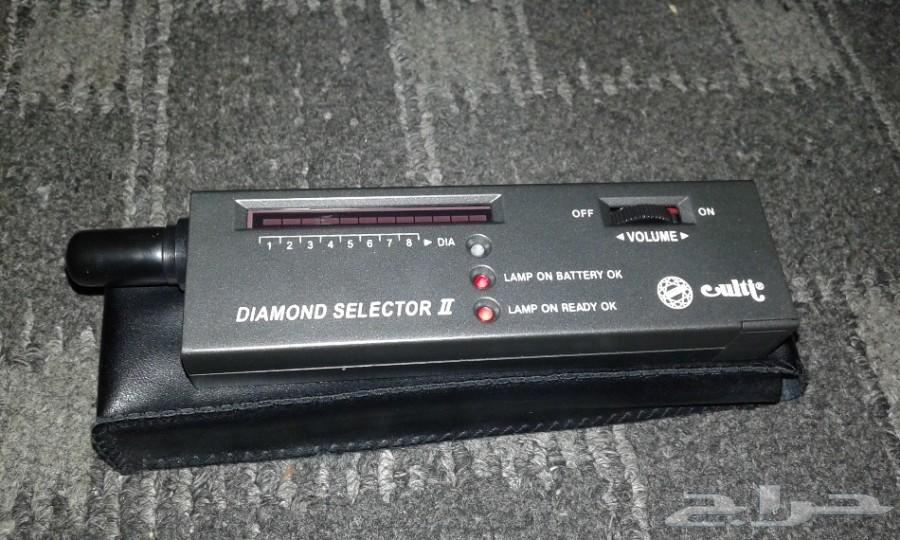 OFF ON
◄ VOLUME ►
1 2 3 4 5 6 7 8 ► DIA
LAMP ON BATTERY OK
LAMP ON READY OK
DIAMOND SELECTOR II
culti®
حراج